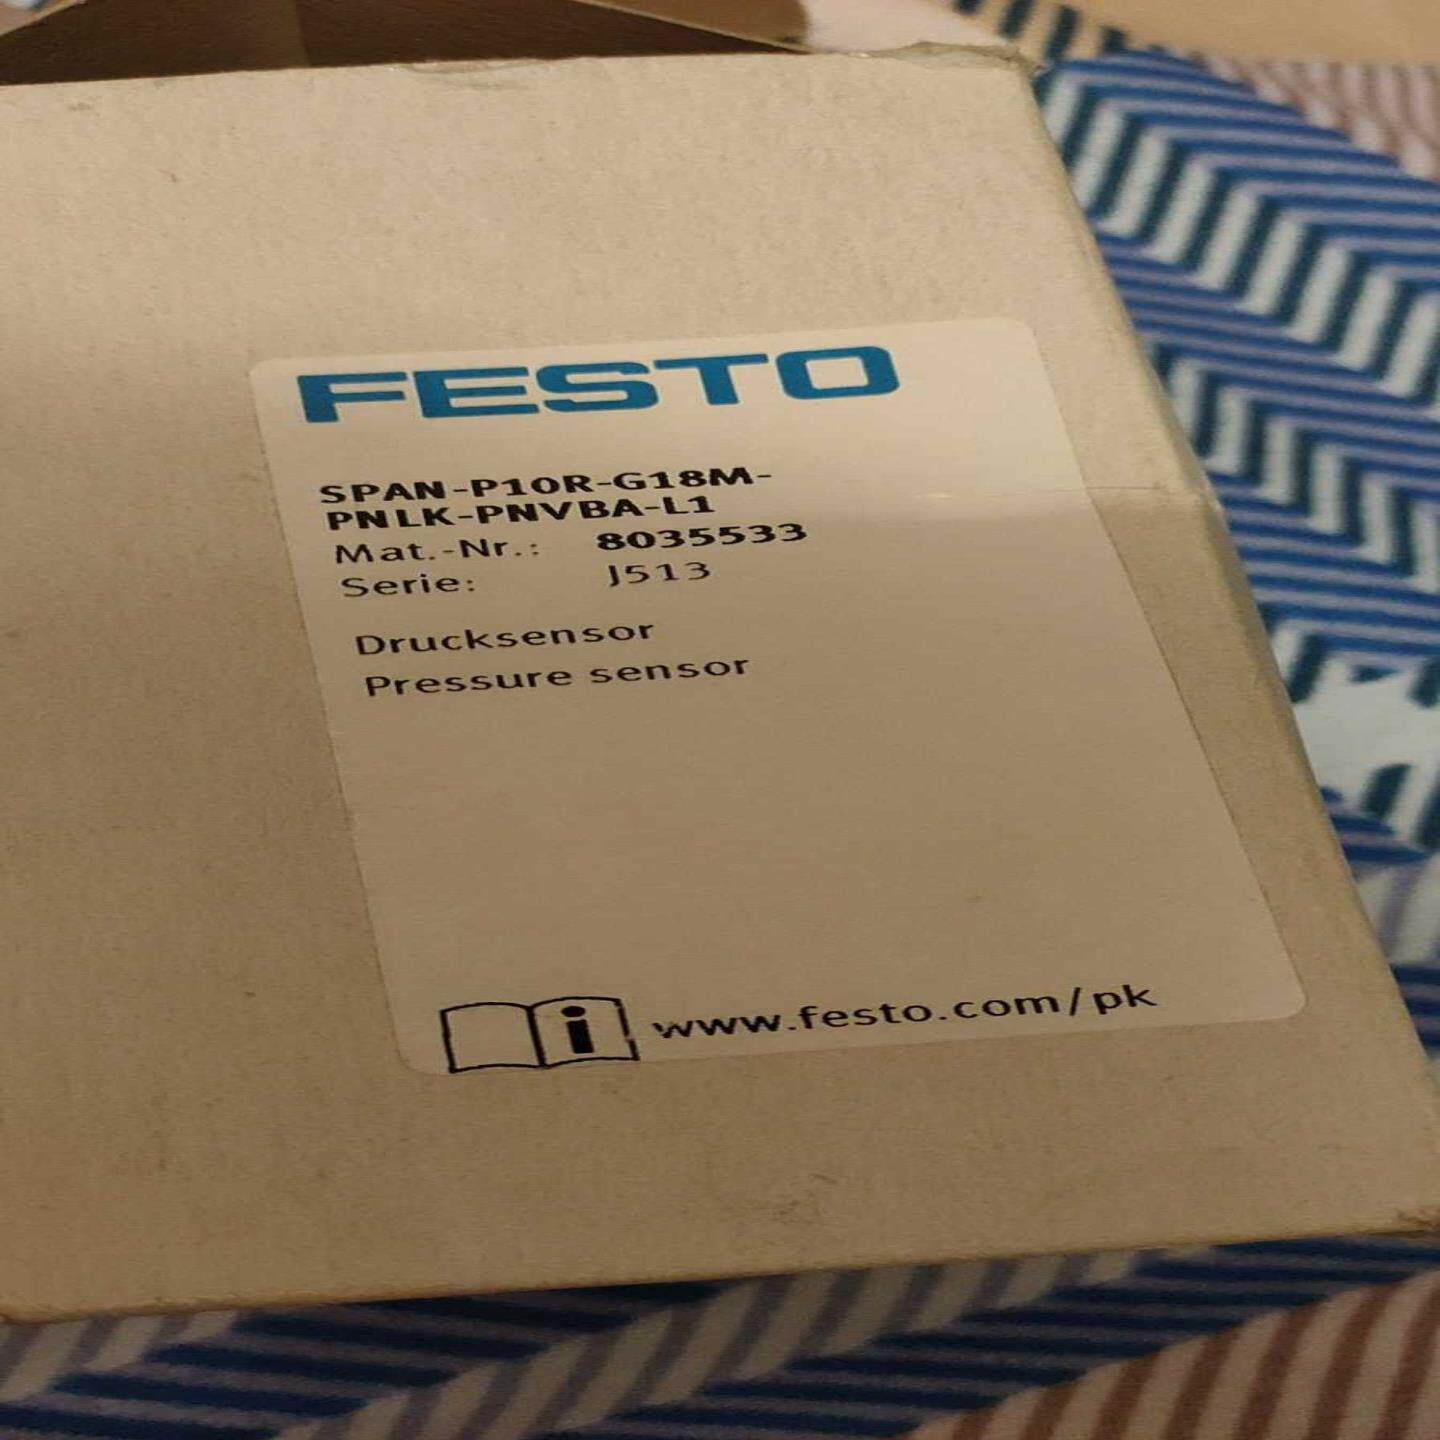 FESTO
SPAN-P10R-G18M-
PNLK-PNVBA-L1
Mat.-Nr.: 8035533
Serie: J513
Drucksensor
Pressure sensor
i www.festo.com/pk